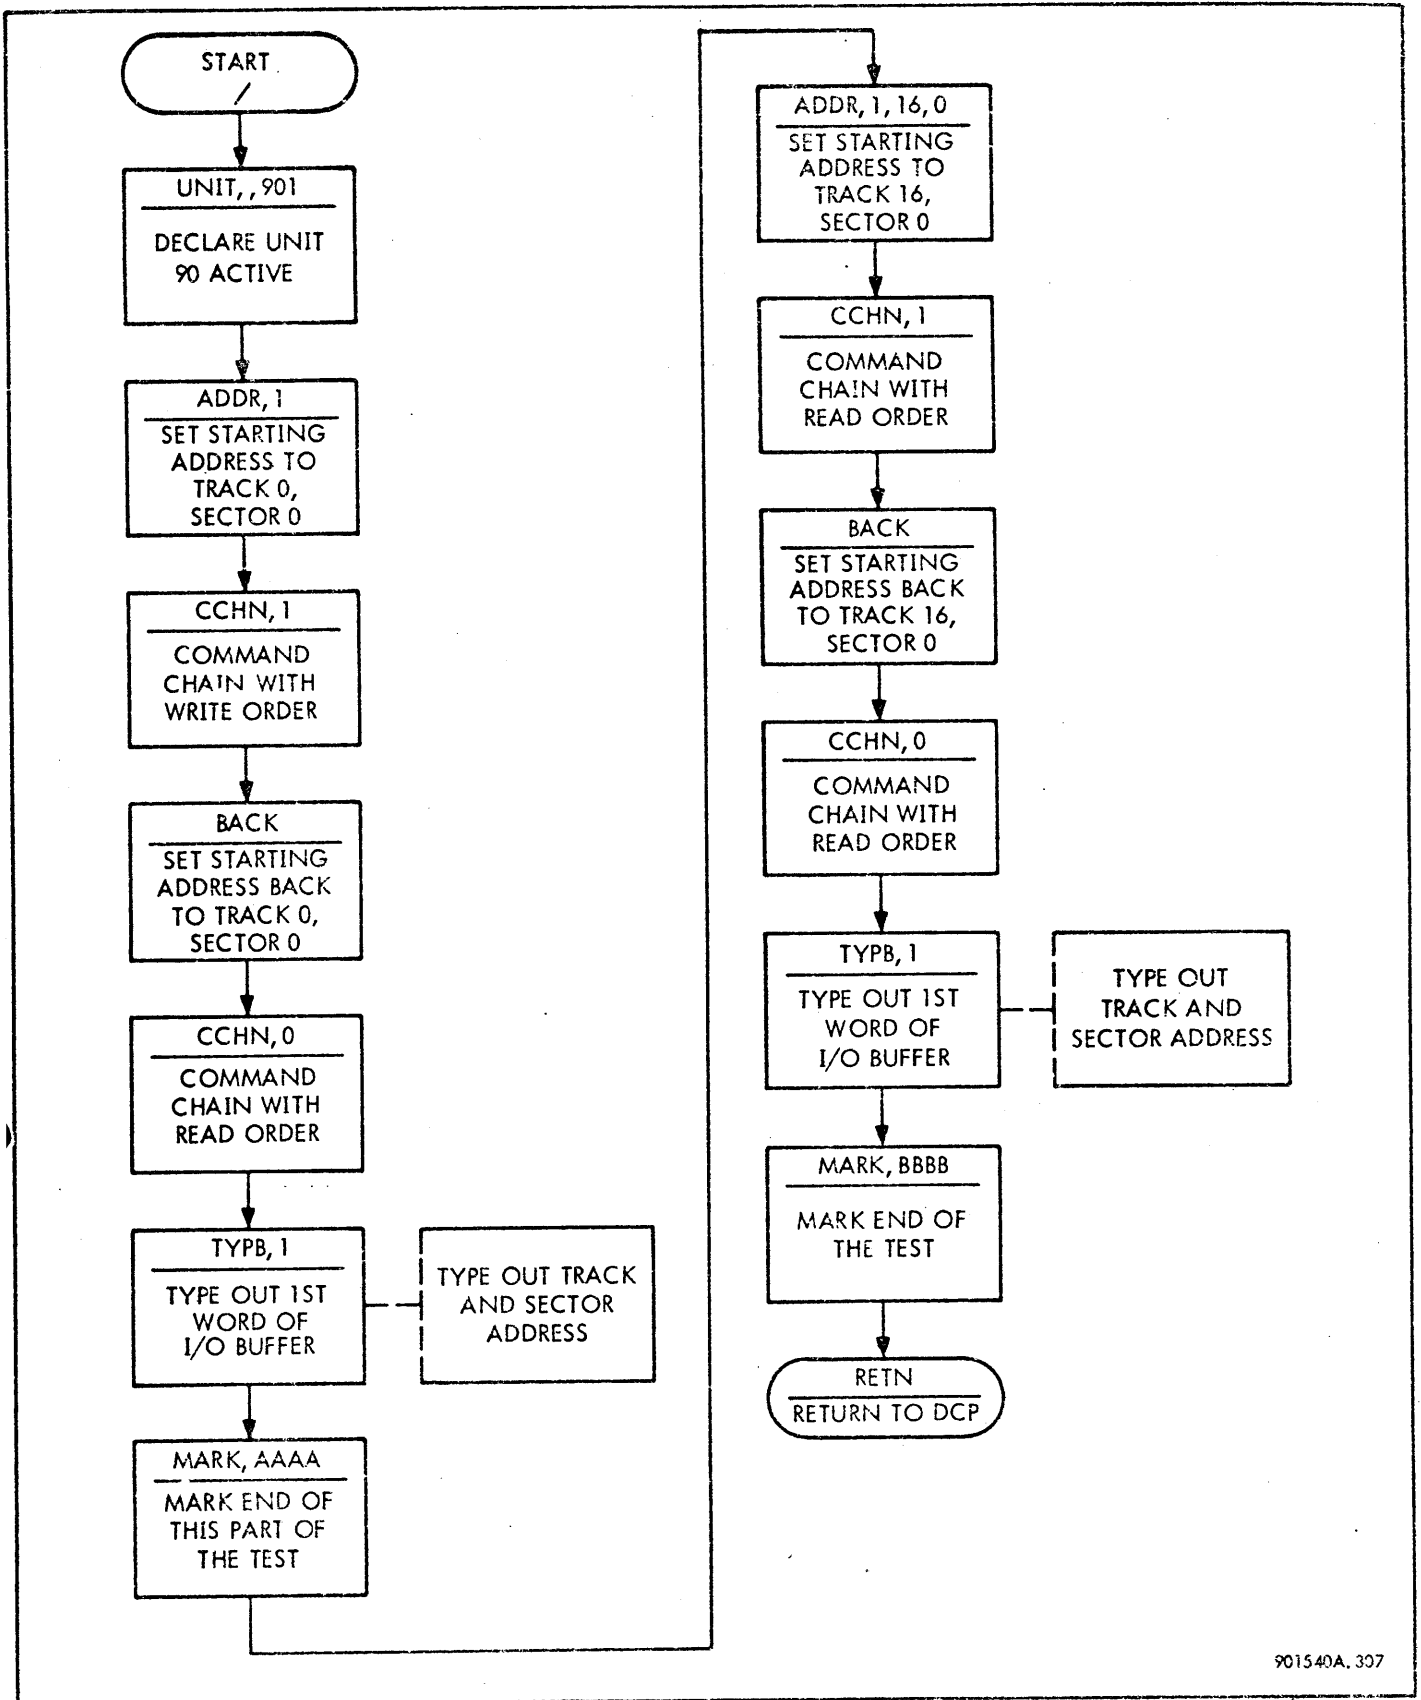 START
UNIT,,901
DECLARE UNIT
90 ACTIVE
ADDR,1
SET STARTING
ADDRESS TO
TRACK 0,
SECTOR 0
CCHN,1
COMMAND
CHAIN WITH
WRITE ORDER
BACK
SET STARTING
ADDRESS BACK
TO TRACK 0,
SECTOR 0
CCHN,0
COMMAND
CHAIN WITH
READ ORDER
TYPB,1
TYPE OUT 1ST
WORD OF
I/O BUFFER
TYPE OUT TRACK
AND SECTOR
ADDRESS
MARK,AAAA
MARK END OF
THIS PART OF
THE TEST
ADDR,1,16,0
SET STARTING
ADDRESS TO
TRACK 16,
SECTOR 0
CCHN,1
COMMAND
CHAIN WITH
READ ORDER
BACK
SET STARTING
ADDRESS BACK
TO TRACK 16,
SECTOR 0
CCHN,0
COMMAND
CHAIN WITH
READ ORDER
TYPB,1
TYPE OUT 1ST
WORD OF
I/O BUFFER
TYPE OUT
TRACK AND
SECTOR ADDRESS
MARK,BBBB
MARK END OF
THE TEST
RETN
RETURN TO DCP
901540A.307